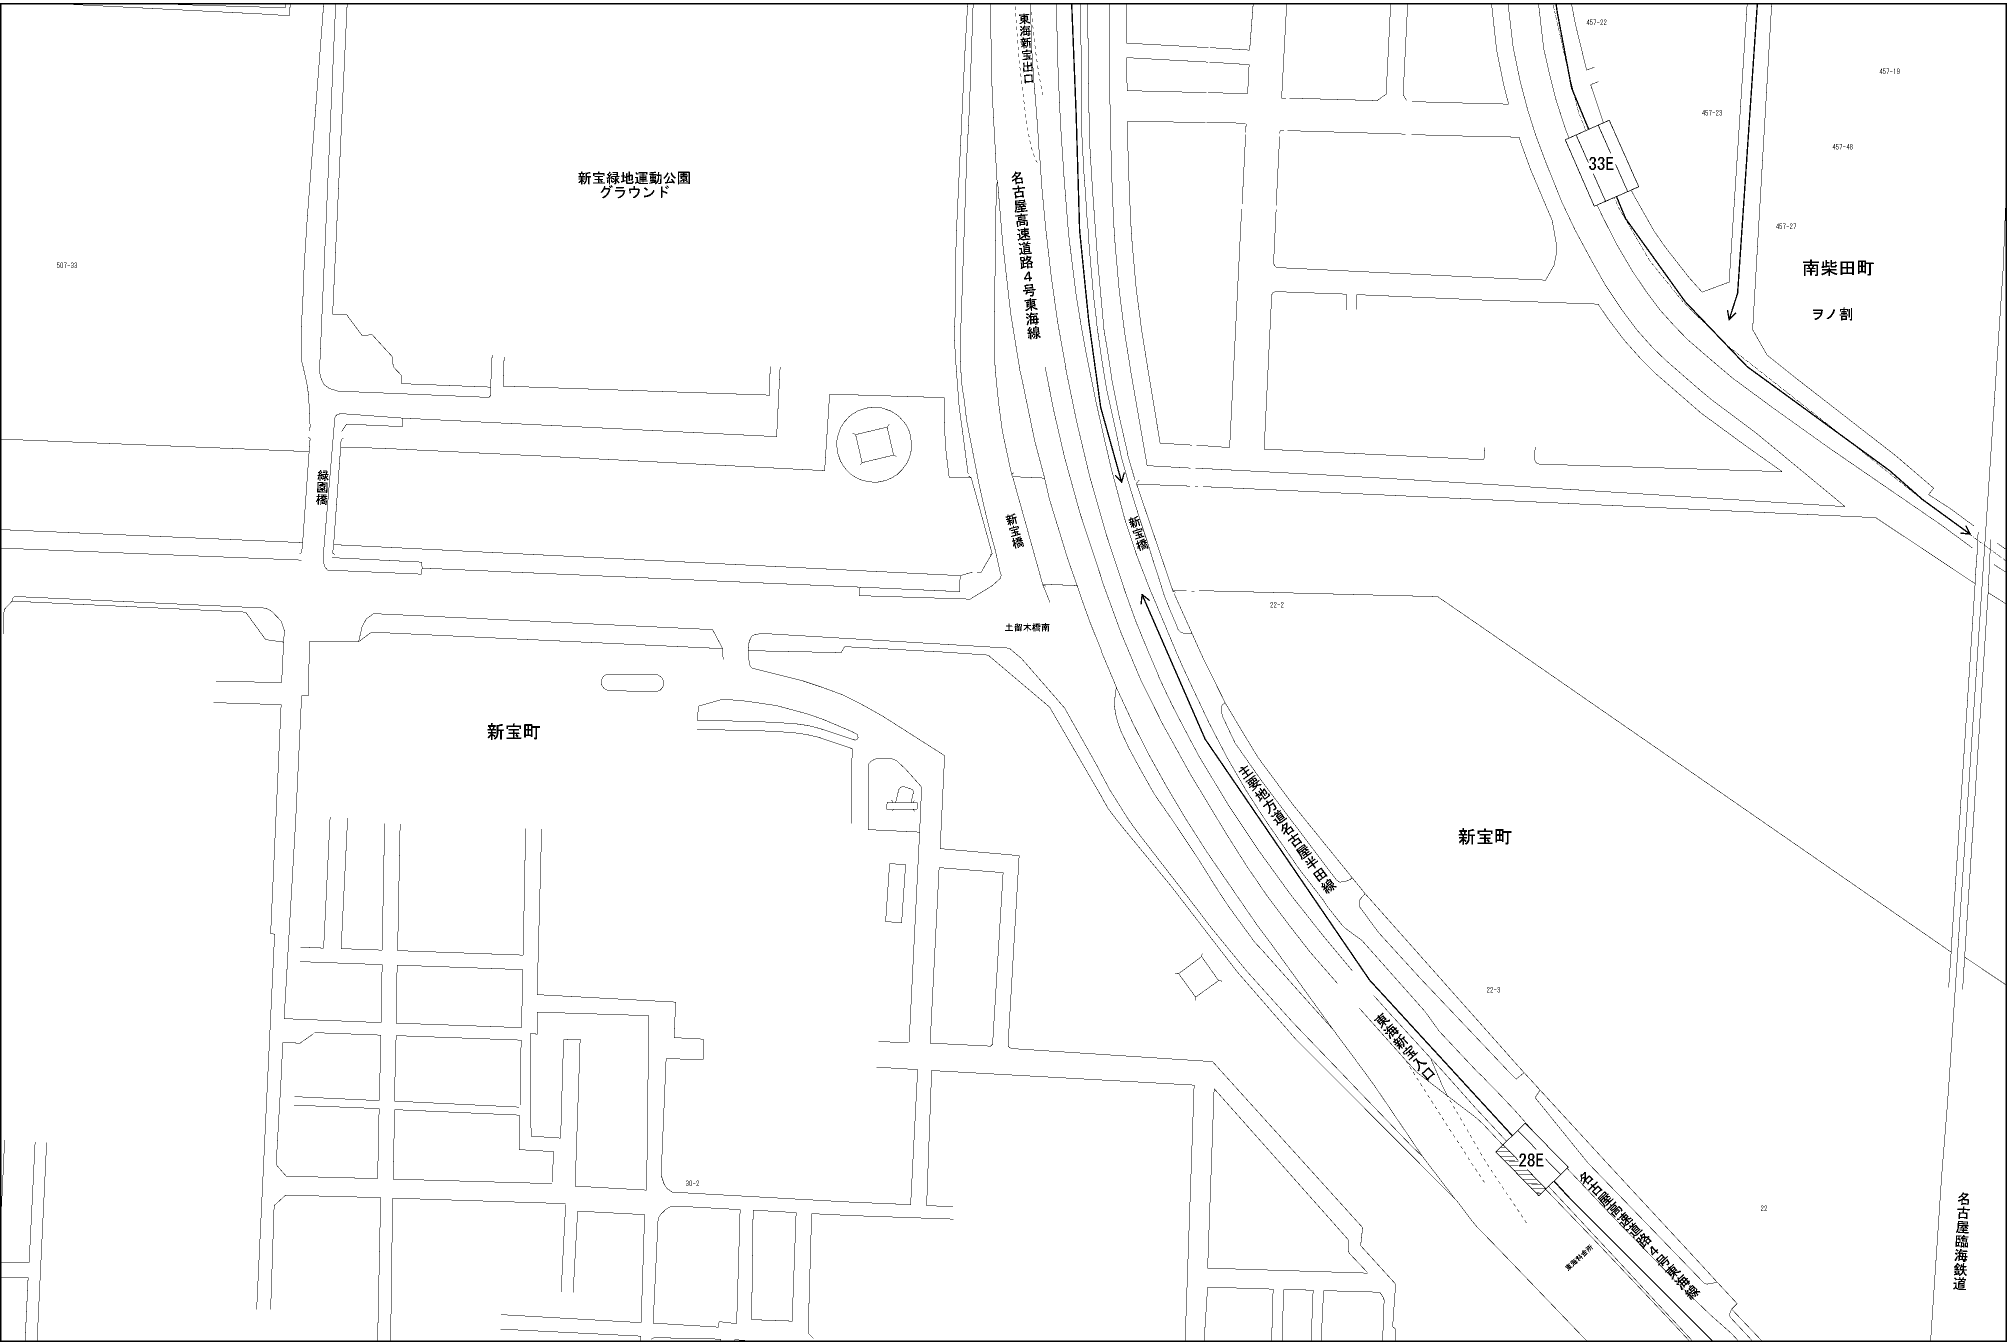 東海新宝出口
457-22
457-19
457-23
457-48
33E
新宝緑地運動公園
グラウンド
名古屋高速道路4号東海線
457-27
507-33
南柴田町
ヲノ割
緑園橋
新宝橋
新宝橋
22-2
土留木橋南
新宝町
主要地方道名古屋半田線
新宝町
22-3
東海新宝入口
28E
30-2
名古屋高速道路4号東海線
22
名古屋臨海鉄道
東海料金所